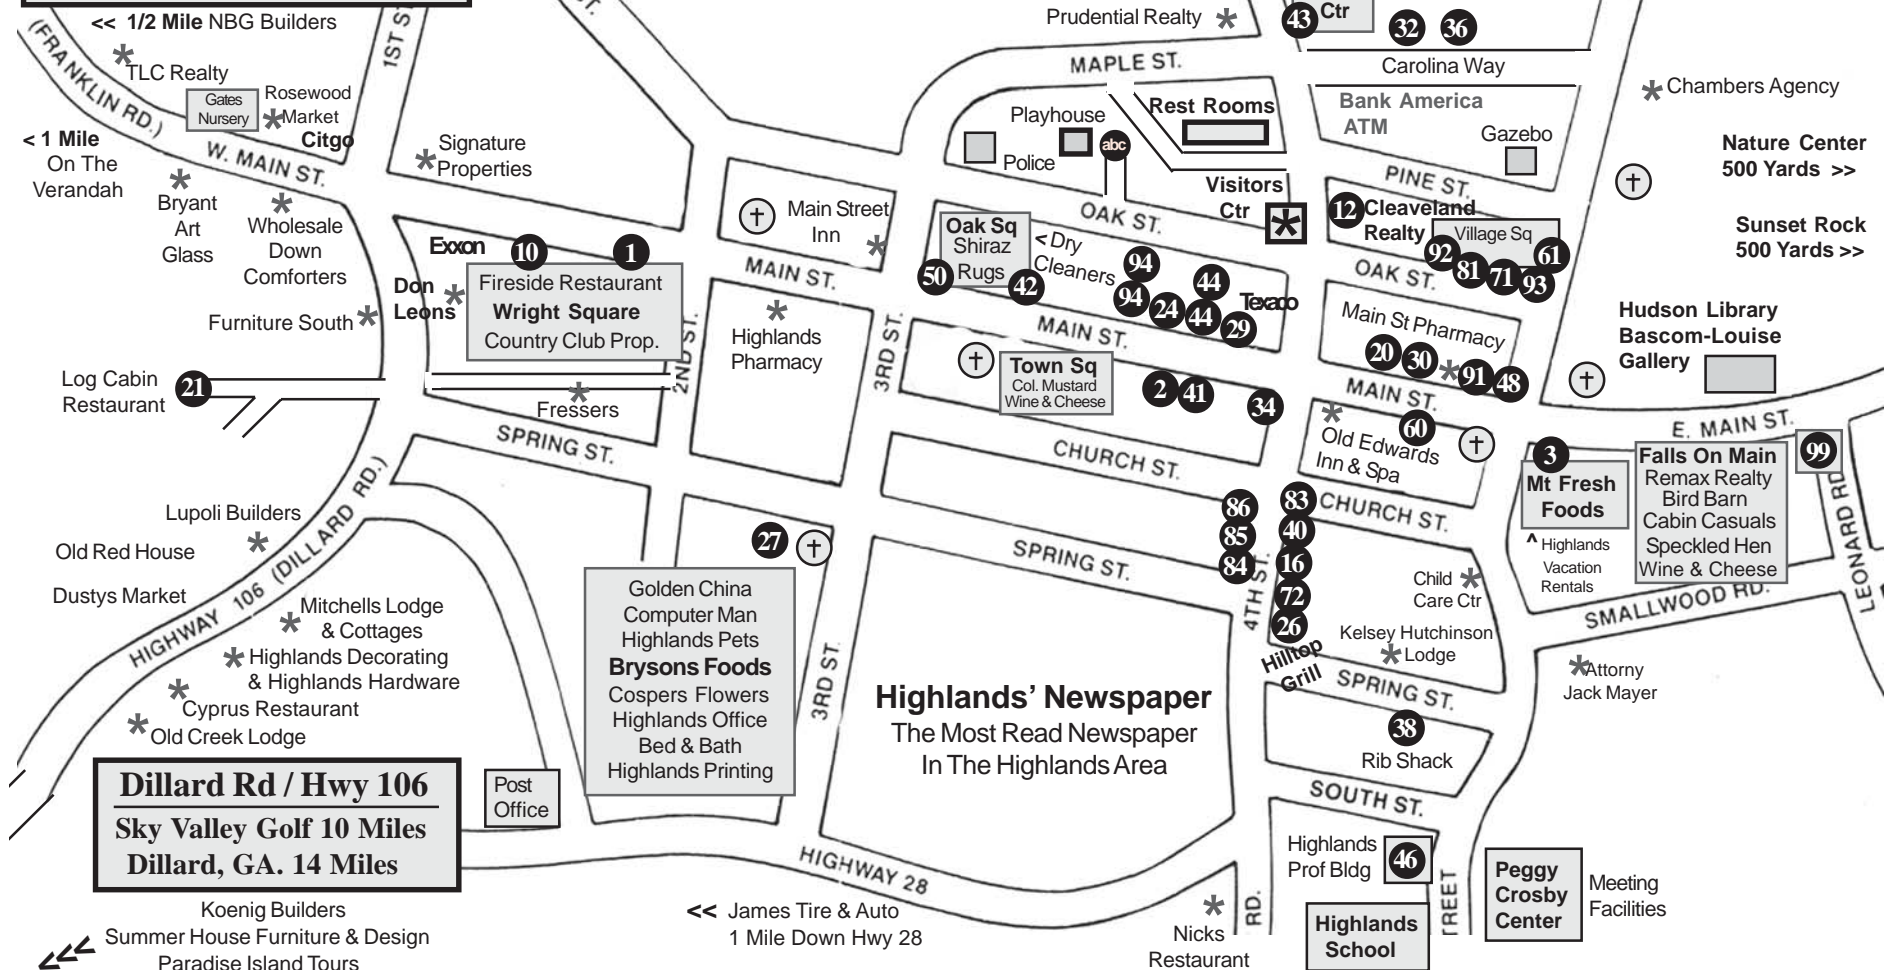 << 1/2 Mile NBG Builders
TLC Realty
(FRANKLIN RD.)
Gates
Nursery
Rosewood
Market
Citgo
1ST ST
ST.
< 1 Mile
On The
Verandah
W. MAIN ST.
Bryant
Art
Glass
Wholesale
Down
Comforters
Furniture South
Signature
Properties
Exxon
10
1
Don
Leons
Fireside Restaurant
Wright Square
Country Club Prop.
2ND ST.
Log Cabin
Restaurant
21
Fressers
SPRING ST.
Main Street
Inn
MAIN ST.
Highlands
Pharmacy
3RD ST.
Prudential Realty
MAPLE ST.
Playhouse
abc
Police
Rest Rooms
Visitors
Ctr
OAK ST.
Oak Sq
Shiraz
Rugs
50
42
< Dry
Cleaners
94
44
94
24
44
29
Texaco
MAIN ST.
Town Sq
Col. Mustard
Wine & Cheese
2
41
34
CHURCH ST.
43
Ctr
32
36
Carolina Way
Bank America
ATM
Gazebo
PINE ST.
12
Cleaveland
Realty
Village Sq
92
81
71
93
61
OAK ST.
Main St Pharmacy
20
30
91
48
MAIN ST.
60
Old Edwards
Inn & Spa
Chambers Agency
Nature Center
500 Yards >>
Sunset Rock
500 Yards >>
Hudson Library
Bascom-Louise
Gallery
E. MAIN ST.
3
Mt Fresh
Foods
^ Highlands
Vacation
Rentals
Falls On Main
Remax Realty
Bird Barn
Cabin Casuals
Speckled Hen
Wine & Cheese
99
LEONARD RD
SMALLWOOD RD.
86
85
84
83
40
16
72
26
4TH ST.
CHURCH ST.
Child
Care Ctr
Kelsey Hutchinson
Lodge
Hilltop
Grill
SPRING ST.
Attorny
Jack Mayer
38
Rib Shack
SOUTH ST.
SPRING ST.
Lupoli Builders
Old Red House
Dustys Market
HIGHWAY 106 (DILLARD RD.)
Mitchells Lodge
& Cottages
Highlands Decorating
& Highlands Hardware
Cyprus Restaurant
Old Creek Lodge
27
Golden China
Computer Man
Highlands Pets
Brysons Foods
Cospers Flowers
Highlands Office
Bed & Bath
Highlands Printing
3RD ST.
Highlands’ Newspaper
The Most Read Newspaper
In The Highlands Area
Dillard Rd / Hwy 106
Sky Valley Golf 10 Miles
Dillard, GA. 14 Miles
Post
Office
HIGHWAY 28
<< James Tire & Auto
1 Mile Down Hwy 28
Koenig Builders
Summer House Furniture & Design
Paradise Island Tours
Nicks
Restaurant
RD.
Highlands
Prof Bldg
46
Highlands
School
TREET
Peggy
Crosby
Center
Meeting
Facilities